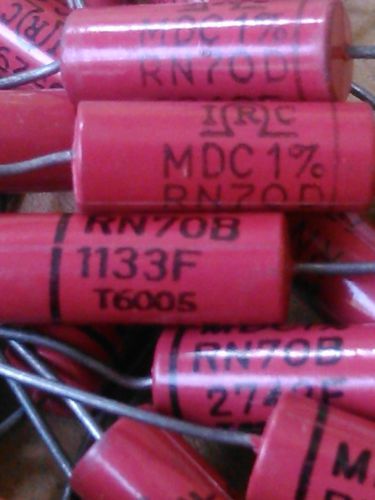 MDC 1%
RN70D
IRC
MDC 1%
RN70D
RN70B
1133F
T6005
RN70B